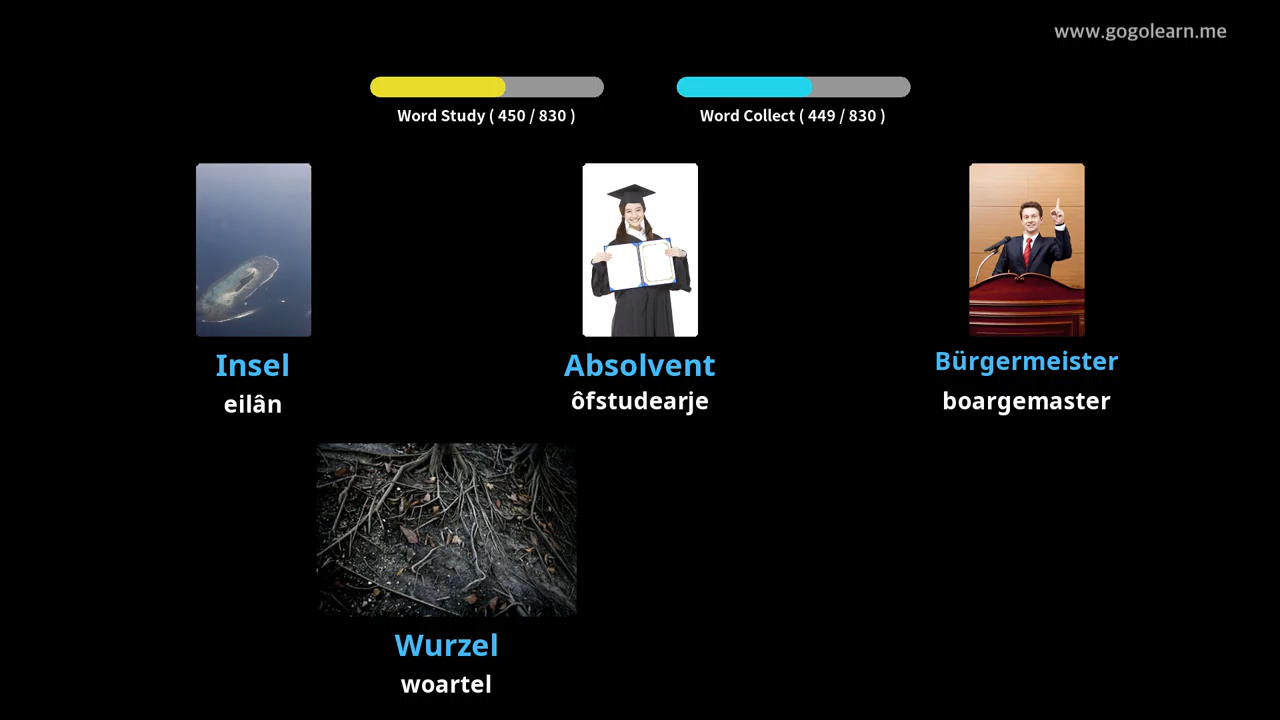 www.gogolearn.me
Word Study ( 450 / 830 )
Word Collect ( 449 / 830 )
Insel
eilân
Absolvent
ôfstudearje
Bürgermeister
boargemaster
Wurzel
woartel